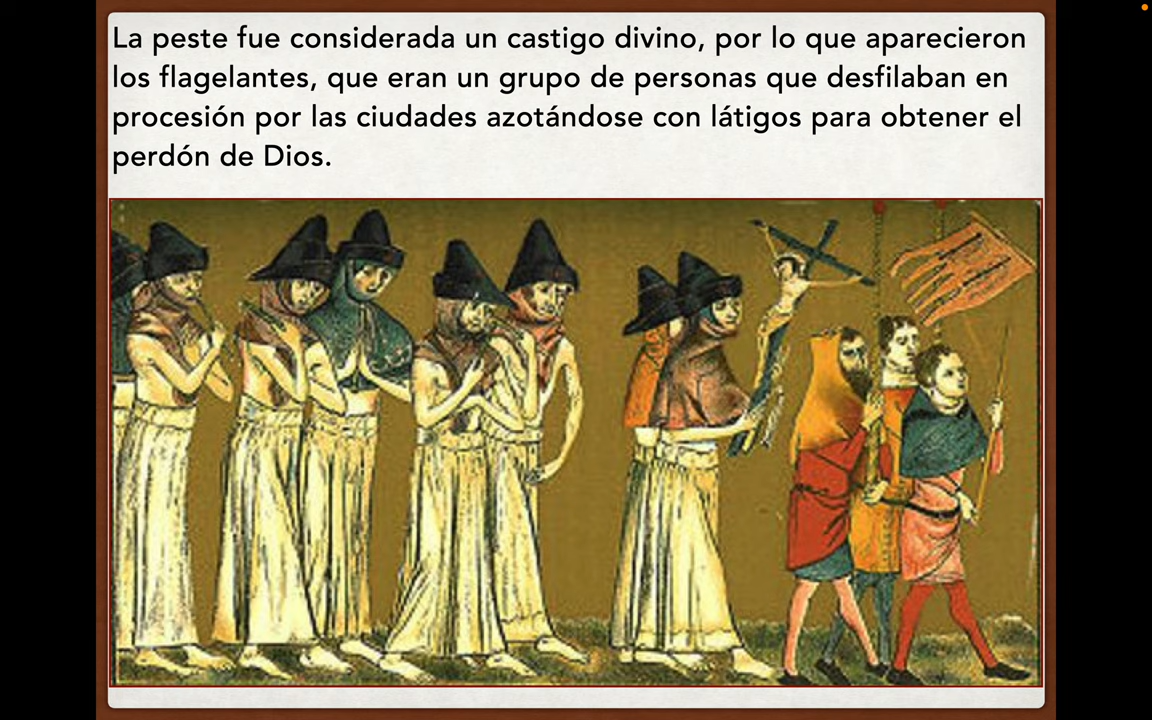 La peste fue considerada un castigo divino, por lo que aparecieron
los flagelantes, que eran un grupo de personas que desfilaban en
procesión por las ciudades azotándose con látigos para obtener el
perdón de Dios.